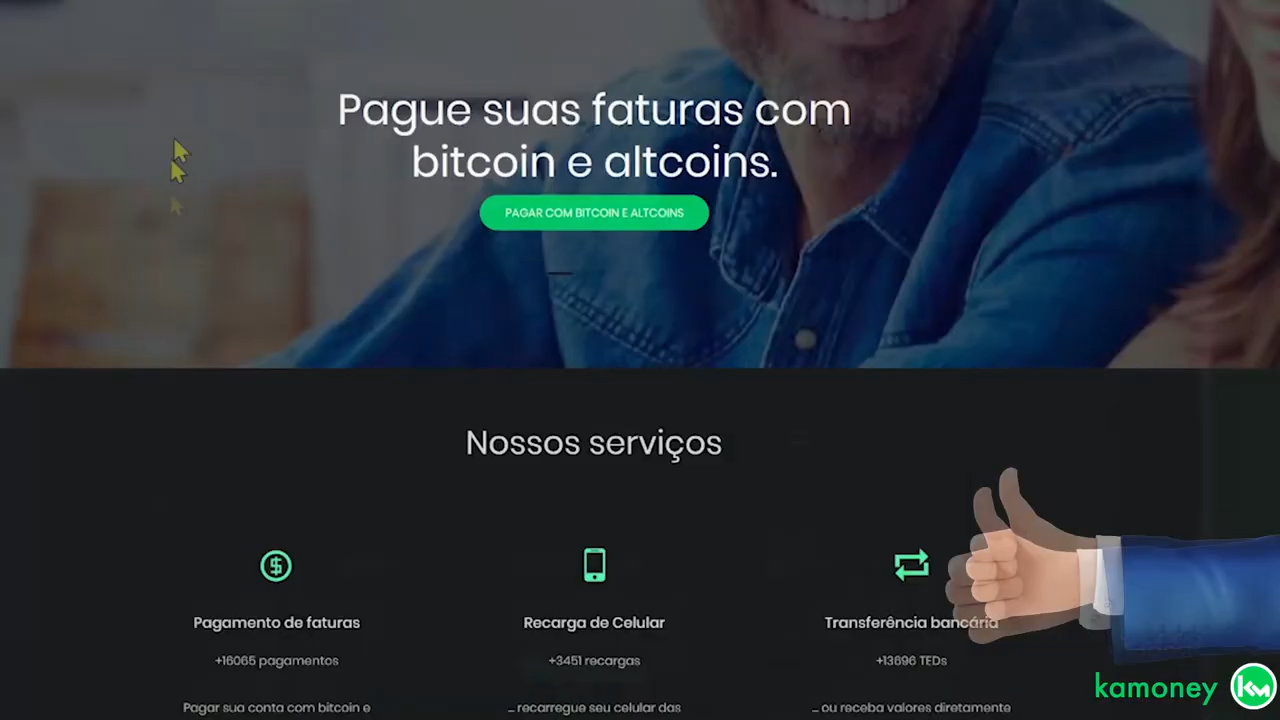 Pague suas faturas com
bitcoin e altcoins.
PAGAR COM BITCOIN E ALTCOINS
Nossos serviços
Pagamento de faturas
+16065 pagamentos
Pagar sua conta com bitcoin e
Recarga de Celular
+3451 recargas
... recarregue seu celular das
Transferência bancária
+13696 TEDs
... ou receba valores diretamente
kamoney